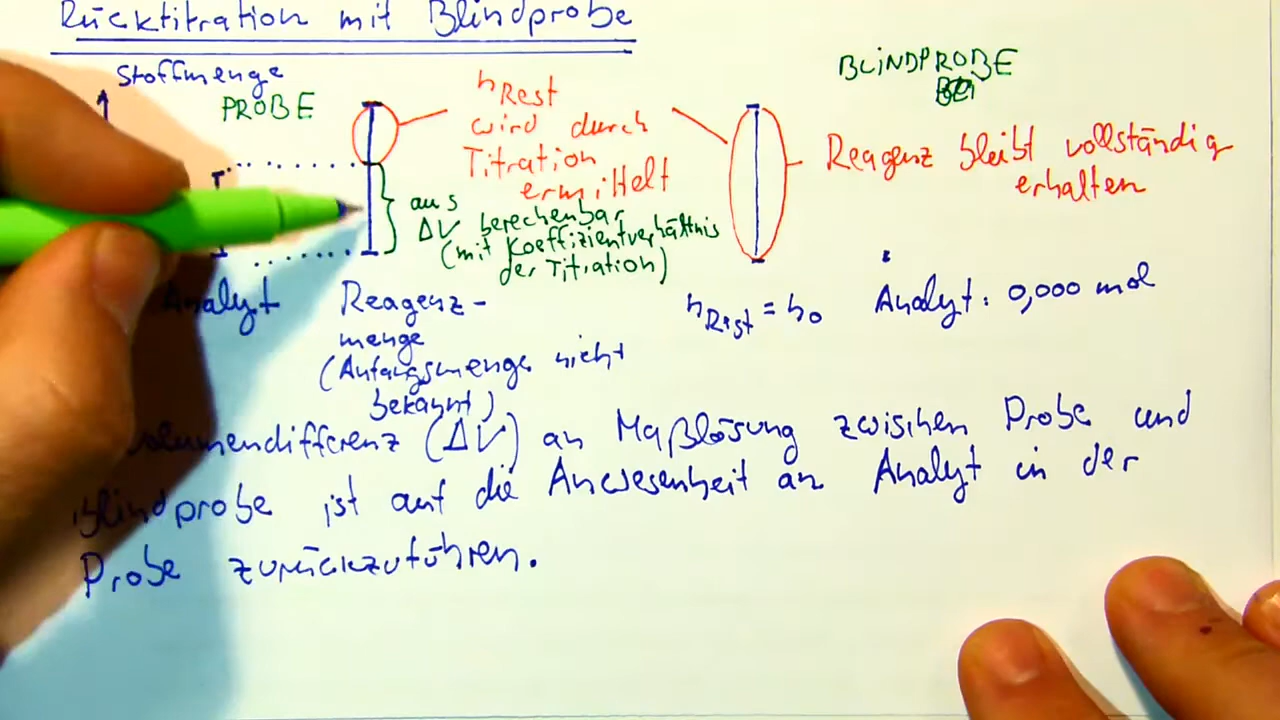 Rücktitration mit Blindprobe
Stoffmenge
PROBE
nRest
wird durch
Titration
ermittelt
BLINDPROBE
Reagenz bleibt vollständig
erhalten
aus
ΔV berechenbar
(mit Koeffizientverhältnis
der Titration)
Analyt
Reagenz-
menge
(Anfangsmenge nicht
bekannt)
nRest = n0
Analyt: 0,000 mol
Volumendifferenz (ΔV) an Maßlösung zwischen Probe und
Blindprobe ist auf die Anwesenheit an Analyt in der
Probe zurückzuführen.